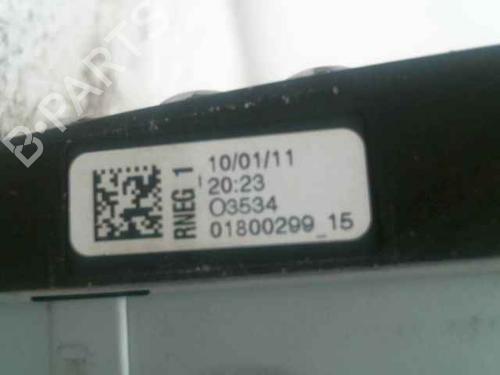 B-PARTS
RNEG 1
10/01/11
20:23
O3534
01800299_15